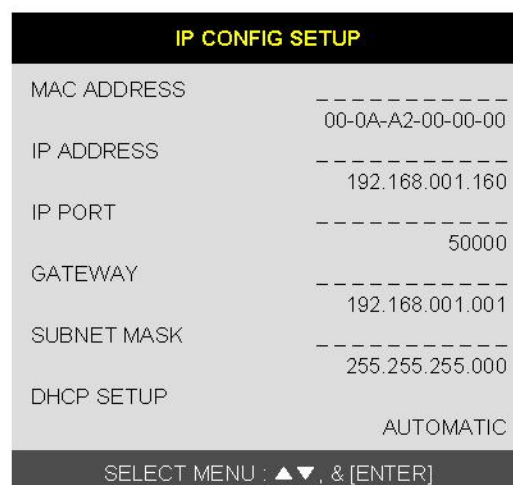 IP CONFIG SETUP
MAC ADDRESS
_ _ _ _ _ _ _ _ _ _ _
00-0A-A2-00-00-00
IP ADDRESS
_ _ _ _ _ _ _ _ _ _ _
192.168.001.160
IP PORT
_ _ _ _ _ _ _ _ _ _ _
50000
GATEWAY
_ _ _ _ _ _ _ _ _ _ _
192.168.001.001
SUBNET MASK
_ _ _ _ _ _ _ _ _ _ _
255.255.255.000
DHCP SETUP
AUTOMATIC
SELECT MENU : ▲▼, & [ENTER]